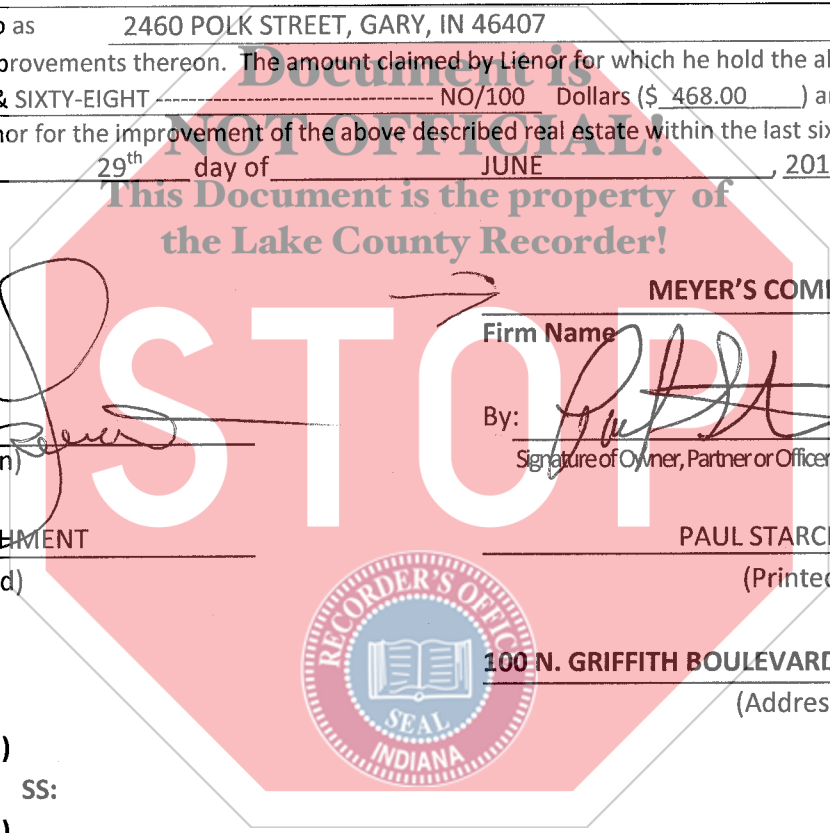 o as 2460 POLK STREET, GARY, IN 46407
provements thereon. The amount claimed by Lienor for which he hold the a
& SIXTY-EIGHT ------------------------------------ NO/100 Dollars ($ 468.00 ) a
nor for the improvement of the above described real estate within the last six
29th day of JUNE , 201
Document is
NOT OFFICIAL!
This Document is the property of
the Lake County Recorder!
STOP
MEYER'S COM
Firm Name
By:
Signature of Owner, Partner or Officer
n)
HMENT
PAUL STARC
d)
(Printed
RECORDER'S OFFICE
SEAL
INDIANA
100 N. GRIFFITH BOULEVARD
(Addres
)
SS:
)